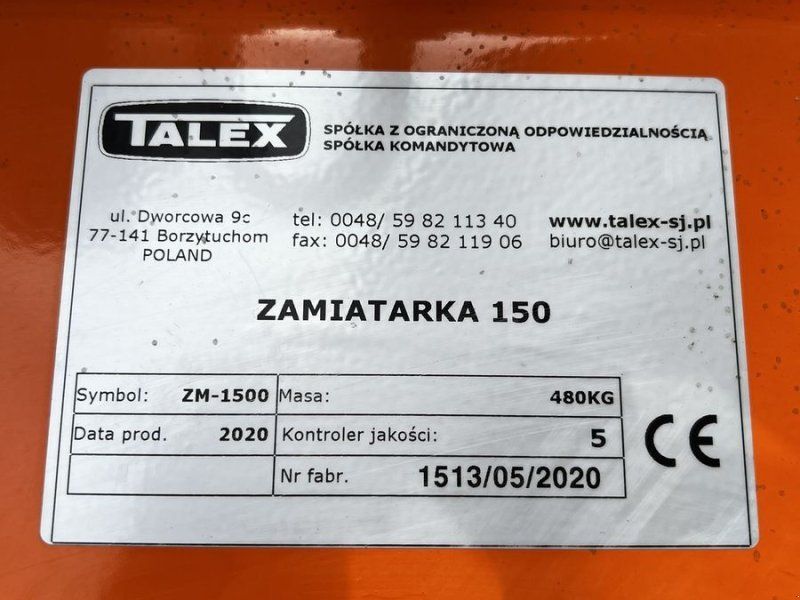 TALEX
SPÓŁKA Z OGRANICZONĄ ODPOWIEDZIALNOŚCIĄ
SPÓŁKA KOMANDYTOWA
ul. Dworcowa 9c
77-141 Borzytuchom
POLAND
tel: 0048/ 59 82 113 40
fax: 0048/ 59 82 119 06
www.talex-sj.pl
biuro@talex-sj.pl
ZAMIATARKA 150
Symbol: ZM-1500 Masa: 480KG
Data prod. 2020 Kontroler jakości: 5
Nr fabr. 1513/05/2020
CE